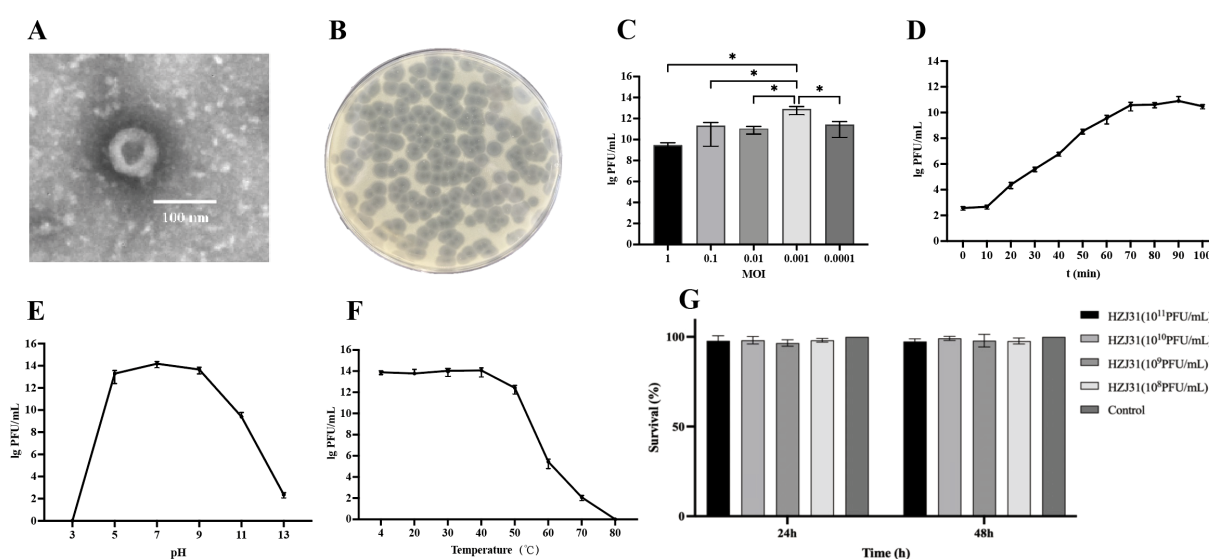 A
100 nm
B
C
lg PFU/mL
16
14
12
10
8
6
4
2
0
*
*
*
*
1 0.1 0.01 0.001 0.0001
MOI
D
lg PFU/mL
14
12
10
8
6
4
2
0
0 10 20 30 40 50 60 70 80 90 100
t (min)
E
lg PFU/mL
16
14
12
10
8
6
4
2
0
3 5 7 9 11 13
pH
F
lg PFU/mL
16
14
12
10
8
6
4
2
0
4 20 30 40 50 60 70 80
Temperature (℃)
G
Survival (%)
100
50
0
24h 48h
Time (h)
HZJ31(10¹¹PFU/mL)
HZJ31(10¹⁰PFU/mL)
HZJ31(10⁹PFU/mL)
HZJ31(10⁸PFU/mL)
Control